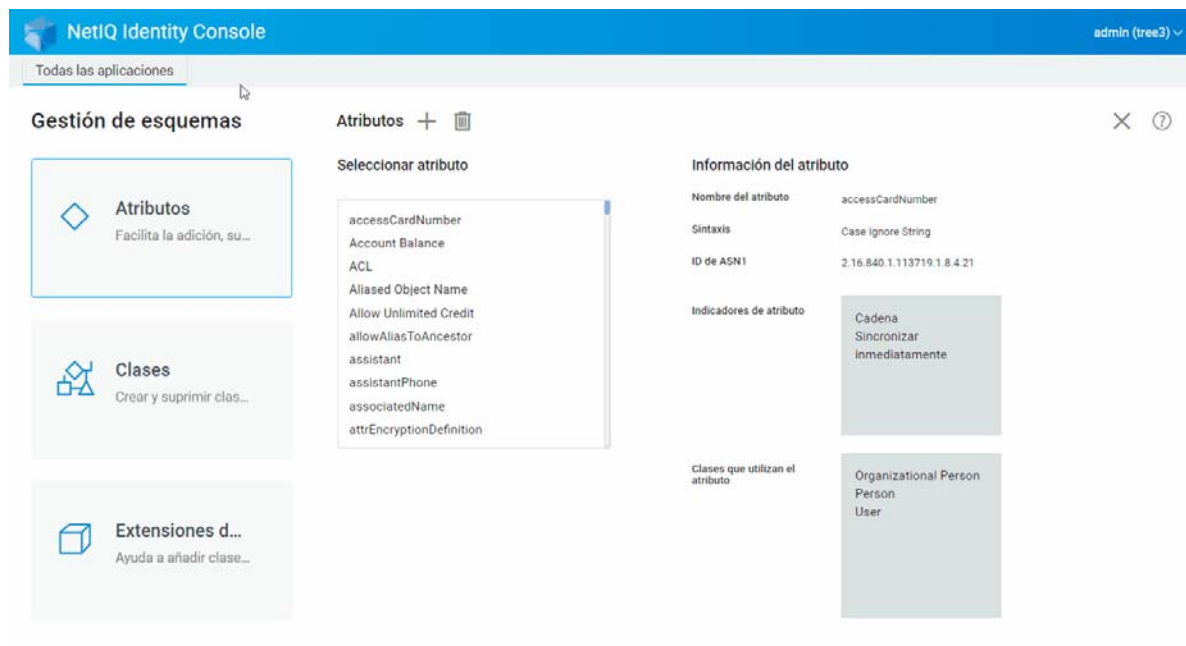 NetIQ Identity Console
admin (tree3)
Todas las aplicaciones
Gestión de esquemas
Atributos
Facilita la adición, su...
Clases
Crear y suprimir clas...
Extensiones d...
Ayuda a añadir clase...
Atributos
Seleccionar atributo
accessCardNumber
Account Balance
ACL
Aliased Object Name
Allow Unlimited Credit
allowAliasToAncestor
assistant
assistantPhone
associatedName
attrEncryptionDefinition
Información del atributo
Nombre del atributo accessCardNumber
Sintaxis Case Ignore String
ID de ASN1 2.16.840.1.113719.1.8.4.21
Indicadores de atributo
Cadena
Sincronizar
inmediatamente
Clases que utilizan el
atributo
Organizational Person
Person
User